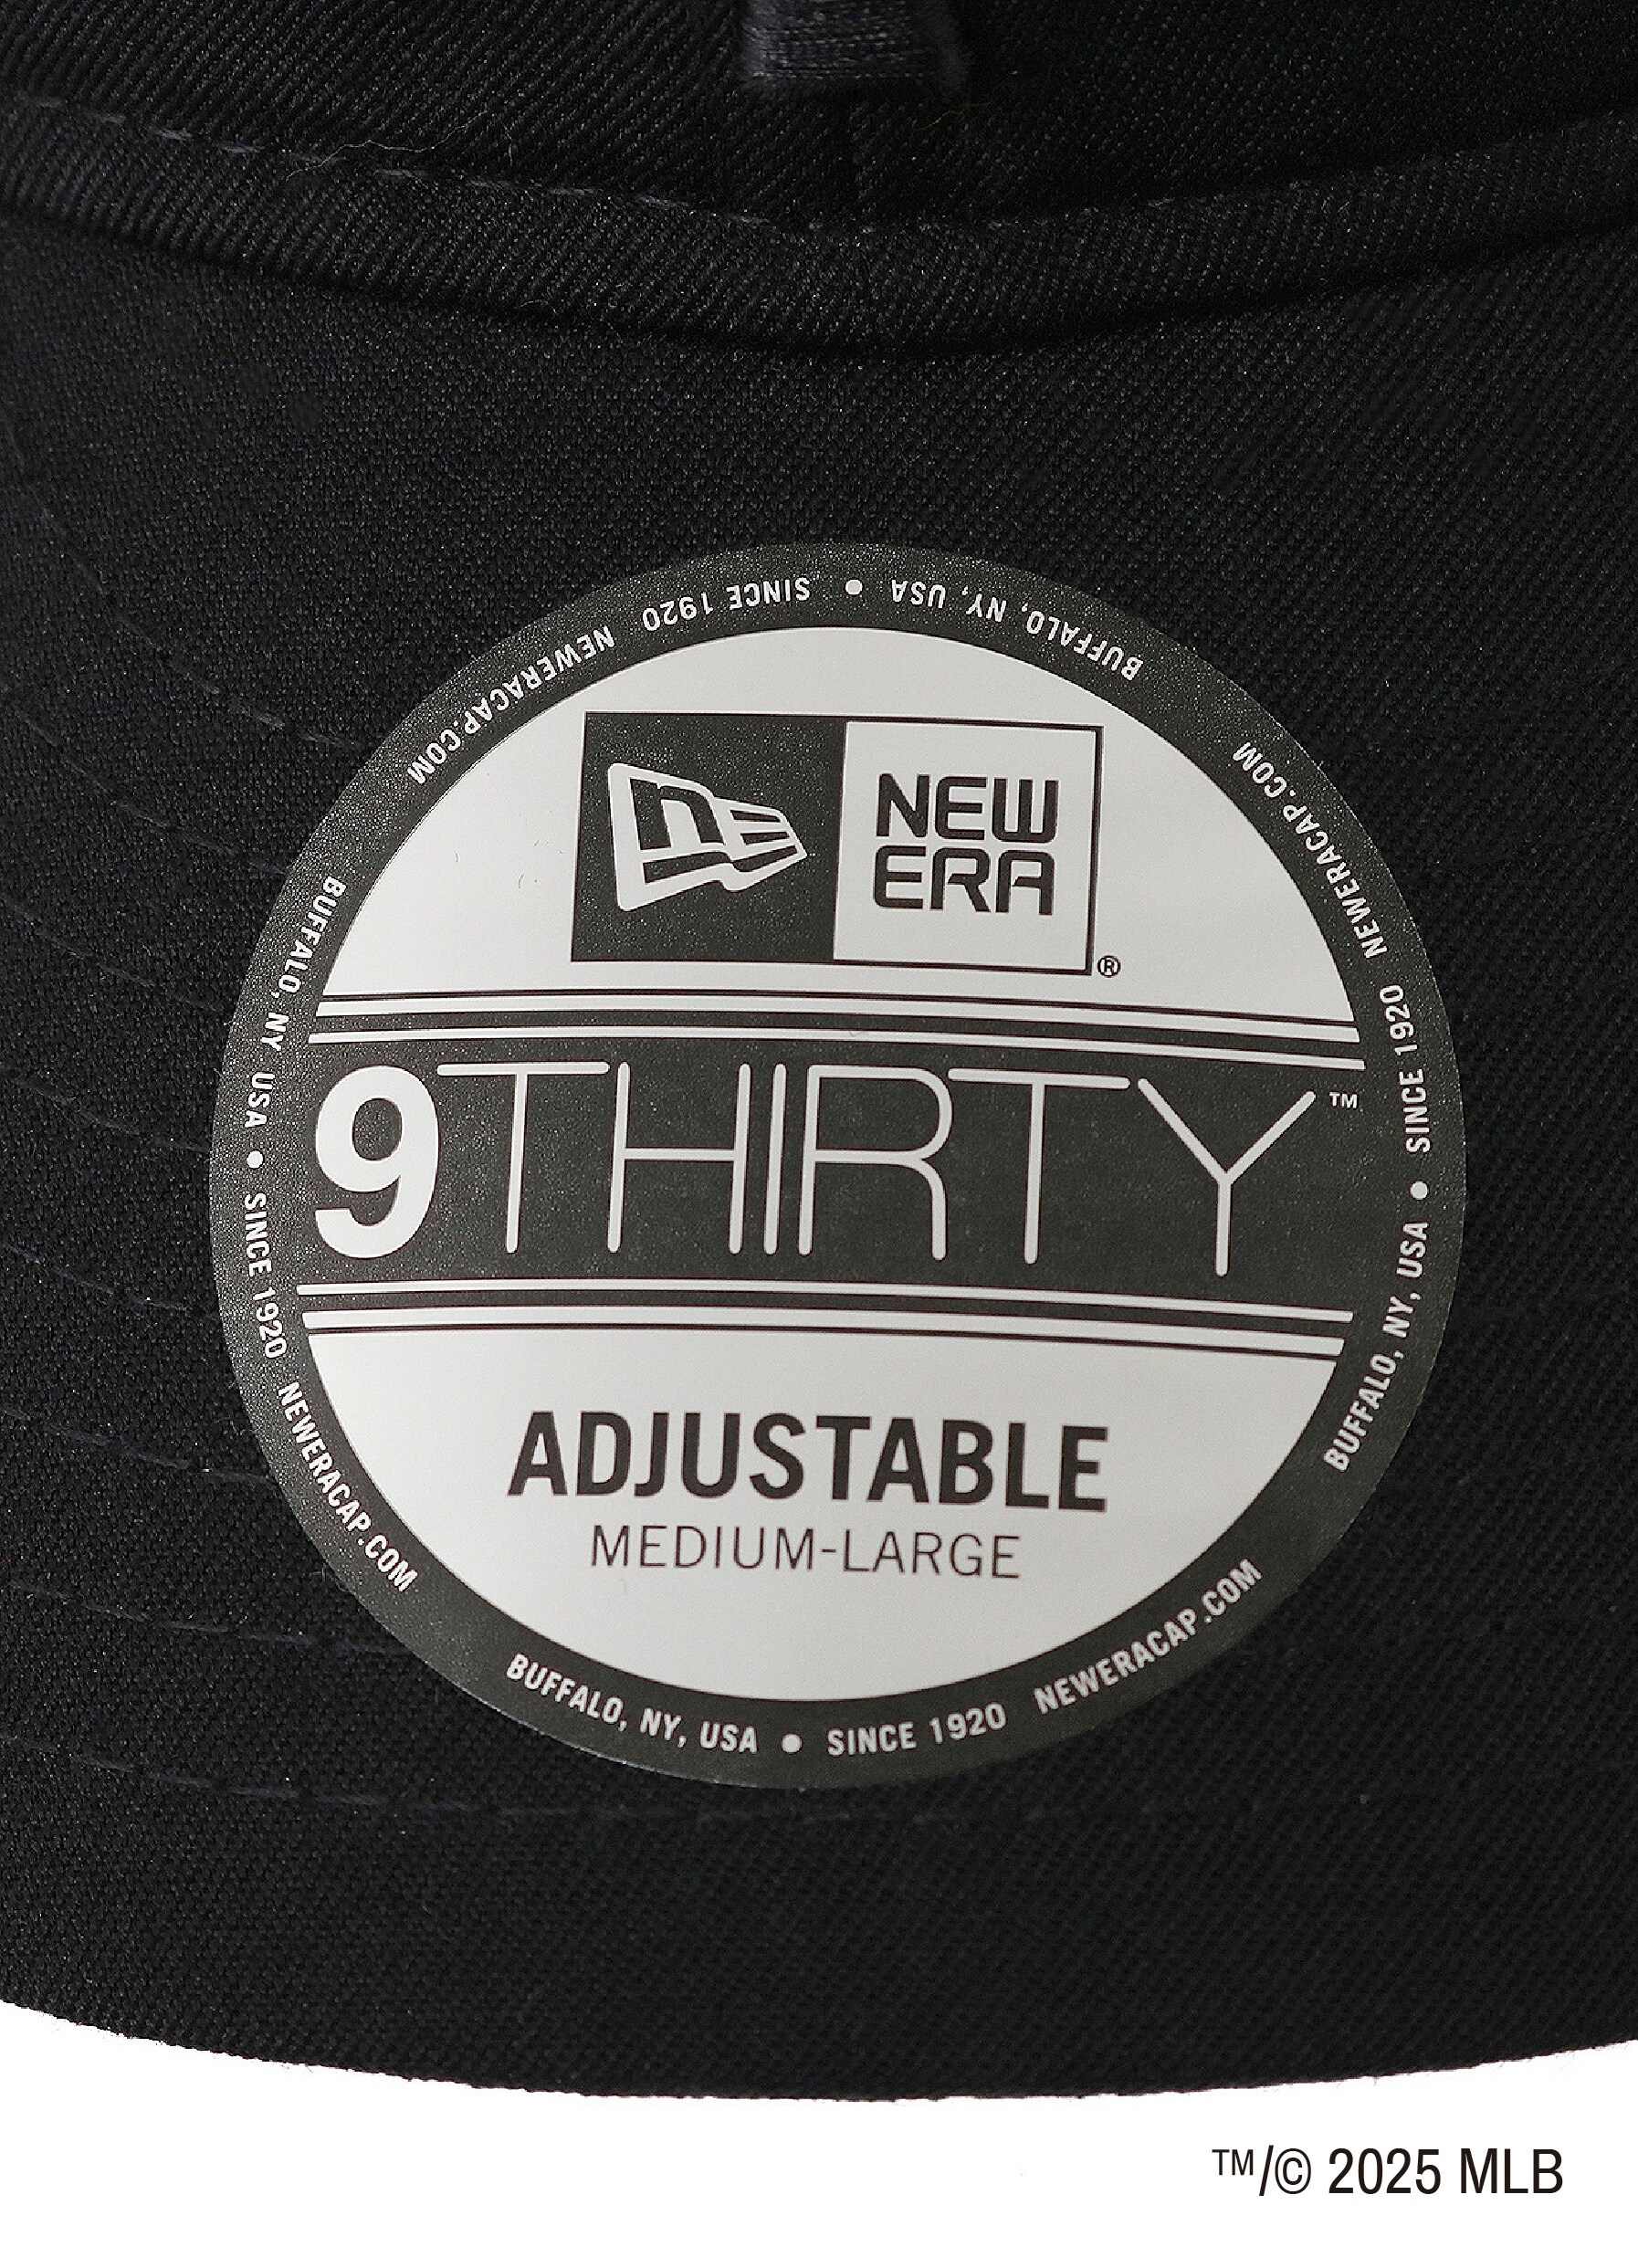 BUFFALO, NY, USA • SINCE 1920 NEWERACAP.COM
BUFFALO, NY, USA • SINCE 1920 NEWERACAP.COM
BUFFALO, NY USA • SINCE 1920 NEWERACAP.COM
BUFFALO, NY, USA • SINCE 1920 NEWERACAP.COM
ne
NEW
ERA
®
9THIRTY™
ADJUSTABLE
MEDIUM-LARGE
™/© 2025 MLB